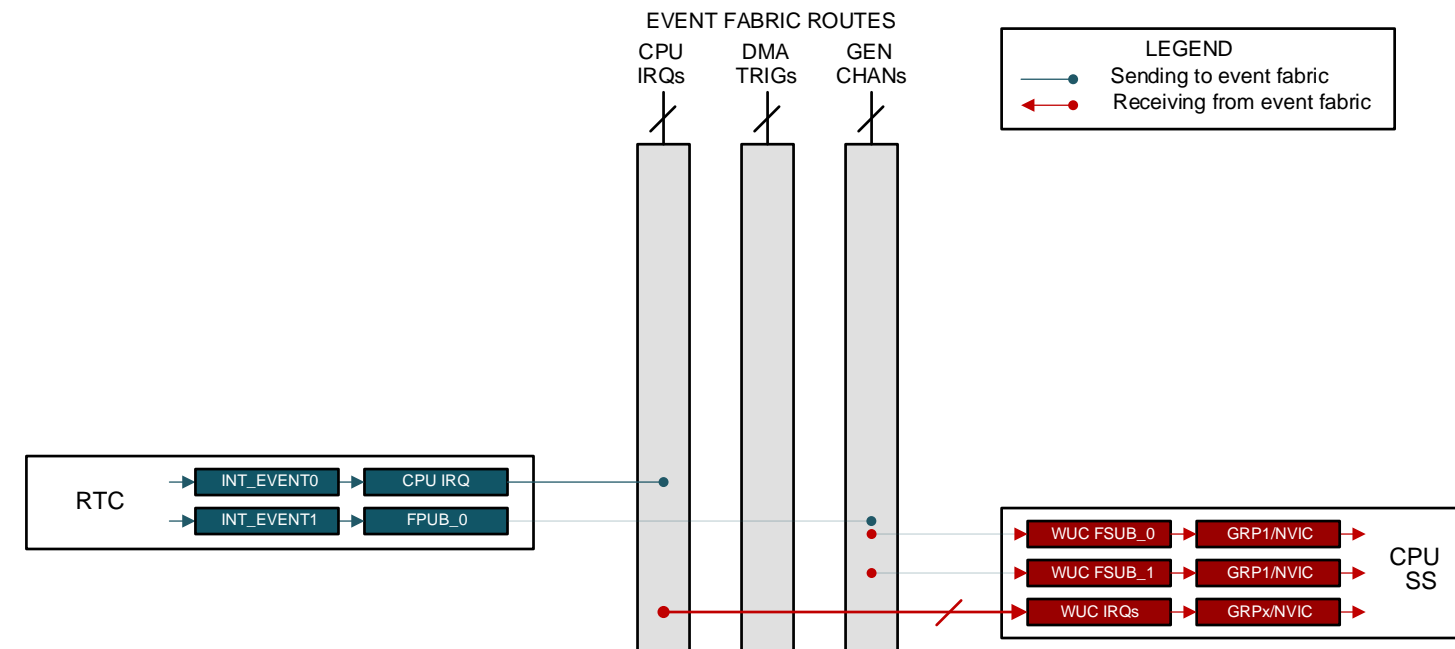 EVENT FABRIC ROUTES
CPU
IRQs
DMA
TRIGs
GEN
CHANs
LEGEND
Sending to event fabric
Receiving from event fabric
RTC
INT_EVENT0
CPU IRQ
INT_EVENT1
FPUB_0
WUC FSUB_0
GRP1/NVIC
WUC FSUB_1
GRP1/NVIC
WUC IRQs
GRPx/NVIC
CPU
SS